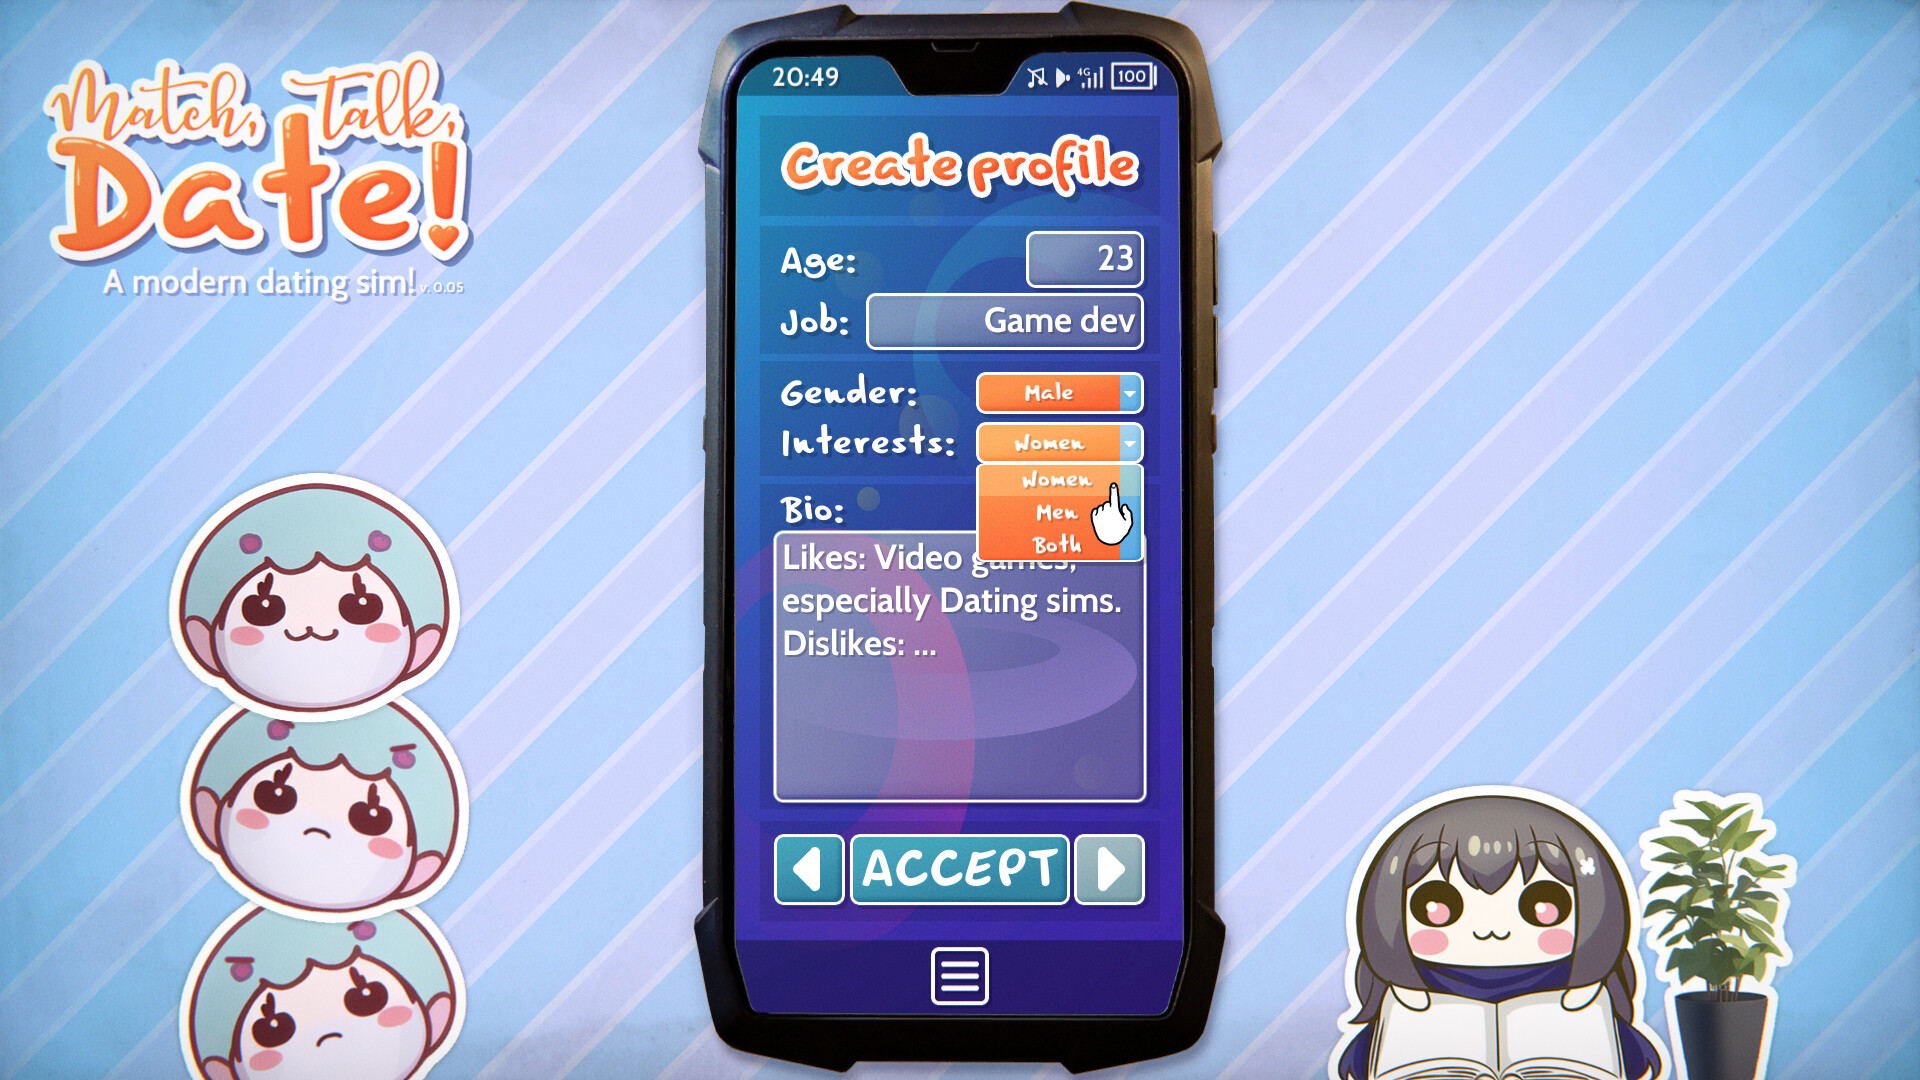 Match, Talk,
Date!
A modern dating sim! v. 0.05
20:49
4G
100
Create profile
Age: 23
Job: Game dev
Gender: Male
Interests: Women
Women
Men
Both
Bio:
Likes: Video games,
especially Dating sims.
Dislikes: ...
ACCEPT